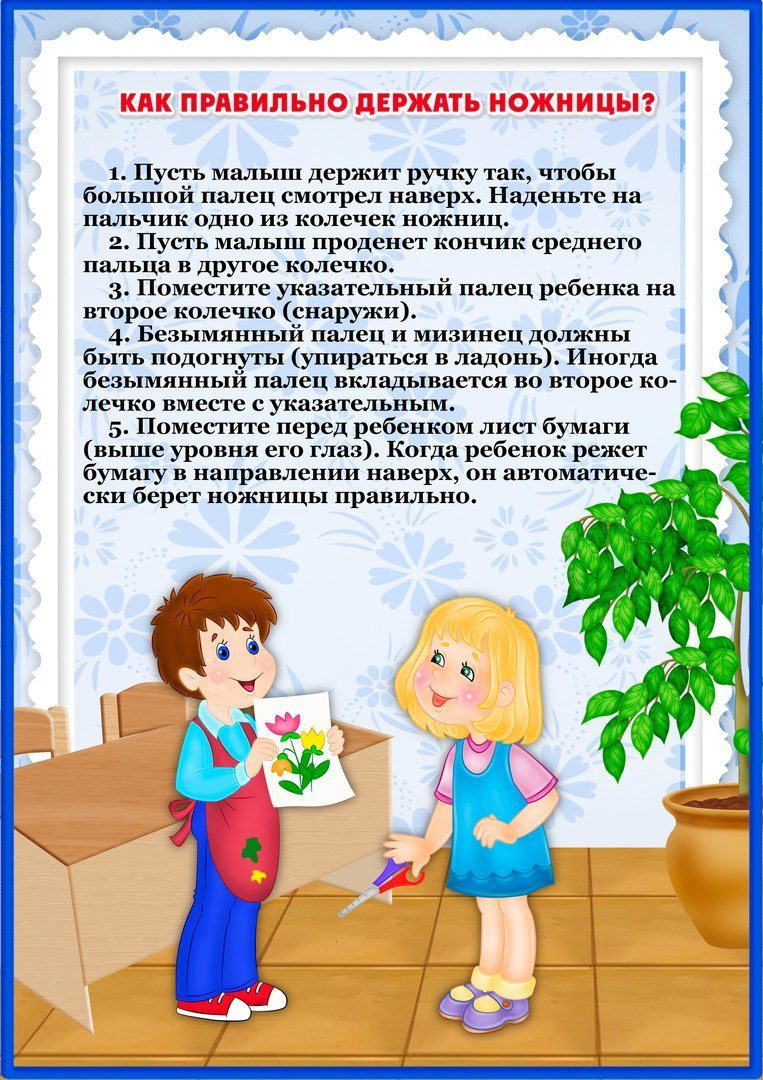 КАК ПРАВИЛЬНО ДЕРЖАТЬ НОЖНИЦЫ?
1. Пусть малыш держит ручку так, чтобы
большой палец смотрел наверх. Наденьте на
пальчик одно из колечек ножниц.
2. Пусть малыш проденет кончик среднего
пальца в другое колечко.
3. Поместите указательный палец ребенка на
второе колечко (снаружи).
4. Безымянный палец и мизинец должны
быть подогнуты (упираться в ладонь). Иногда
безымянный палец вкладывается во второе ко-
лечко вместе с указательным.
5. Поместите перед ребенком лист бумаги
(выше уровня его глаз). Когда ребенок режет
бумагу в направлении наверх, он автоматиче-
ски берет ножницы правильно.